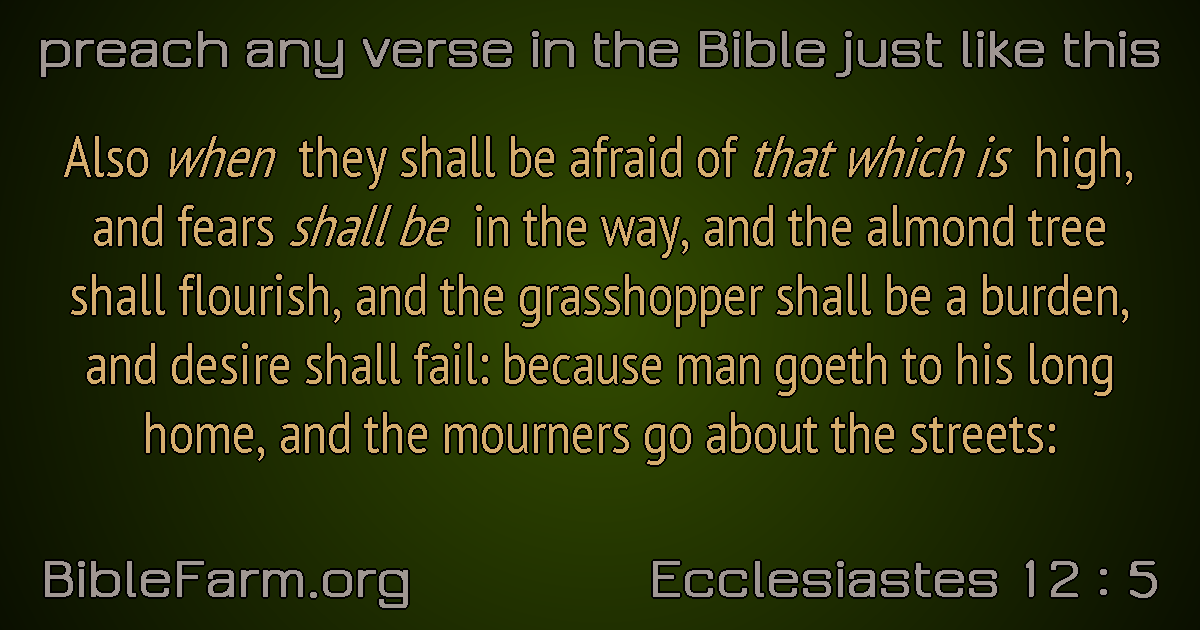 preach any verse in the Bible just like this
Also when they shall be afraid of that which is high,
and fears shall be in the way, and the almond tree
shall flourish, and the grasshopper shall be a burden,
and desire shall fail: because man goeth to his long
home, and the mourners go about the streets:
BibleFarm.org
Ecclesiastes 12 : 5